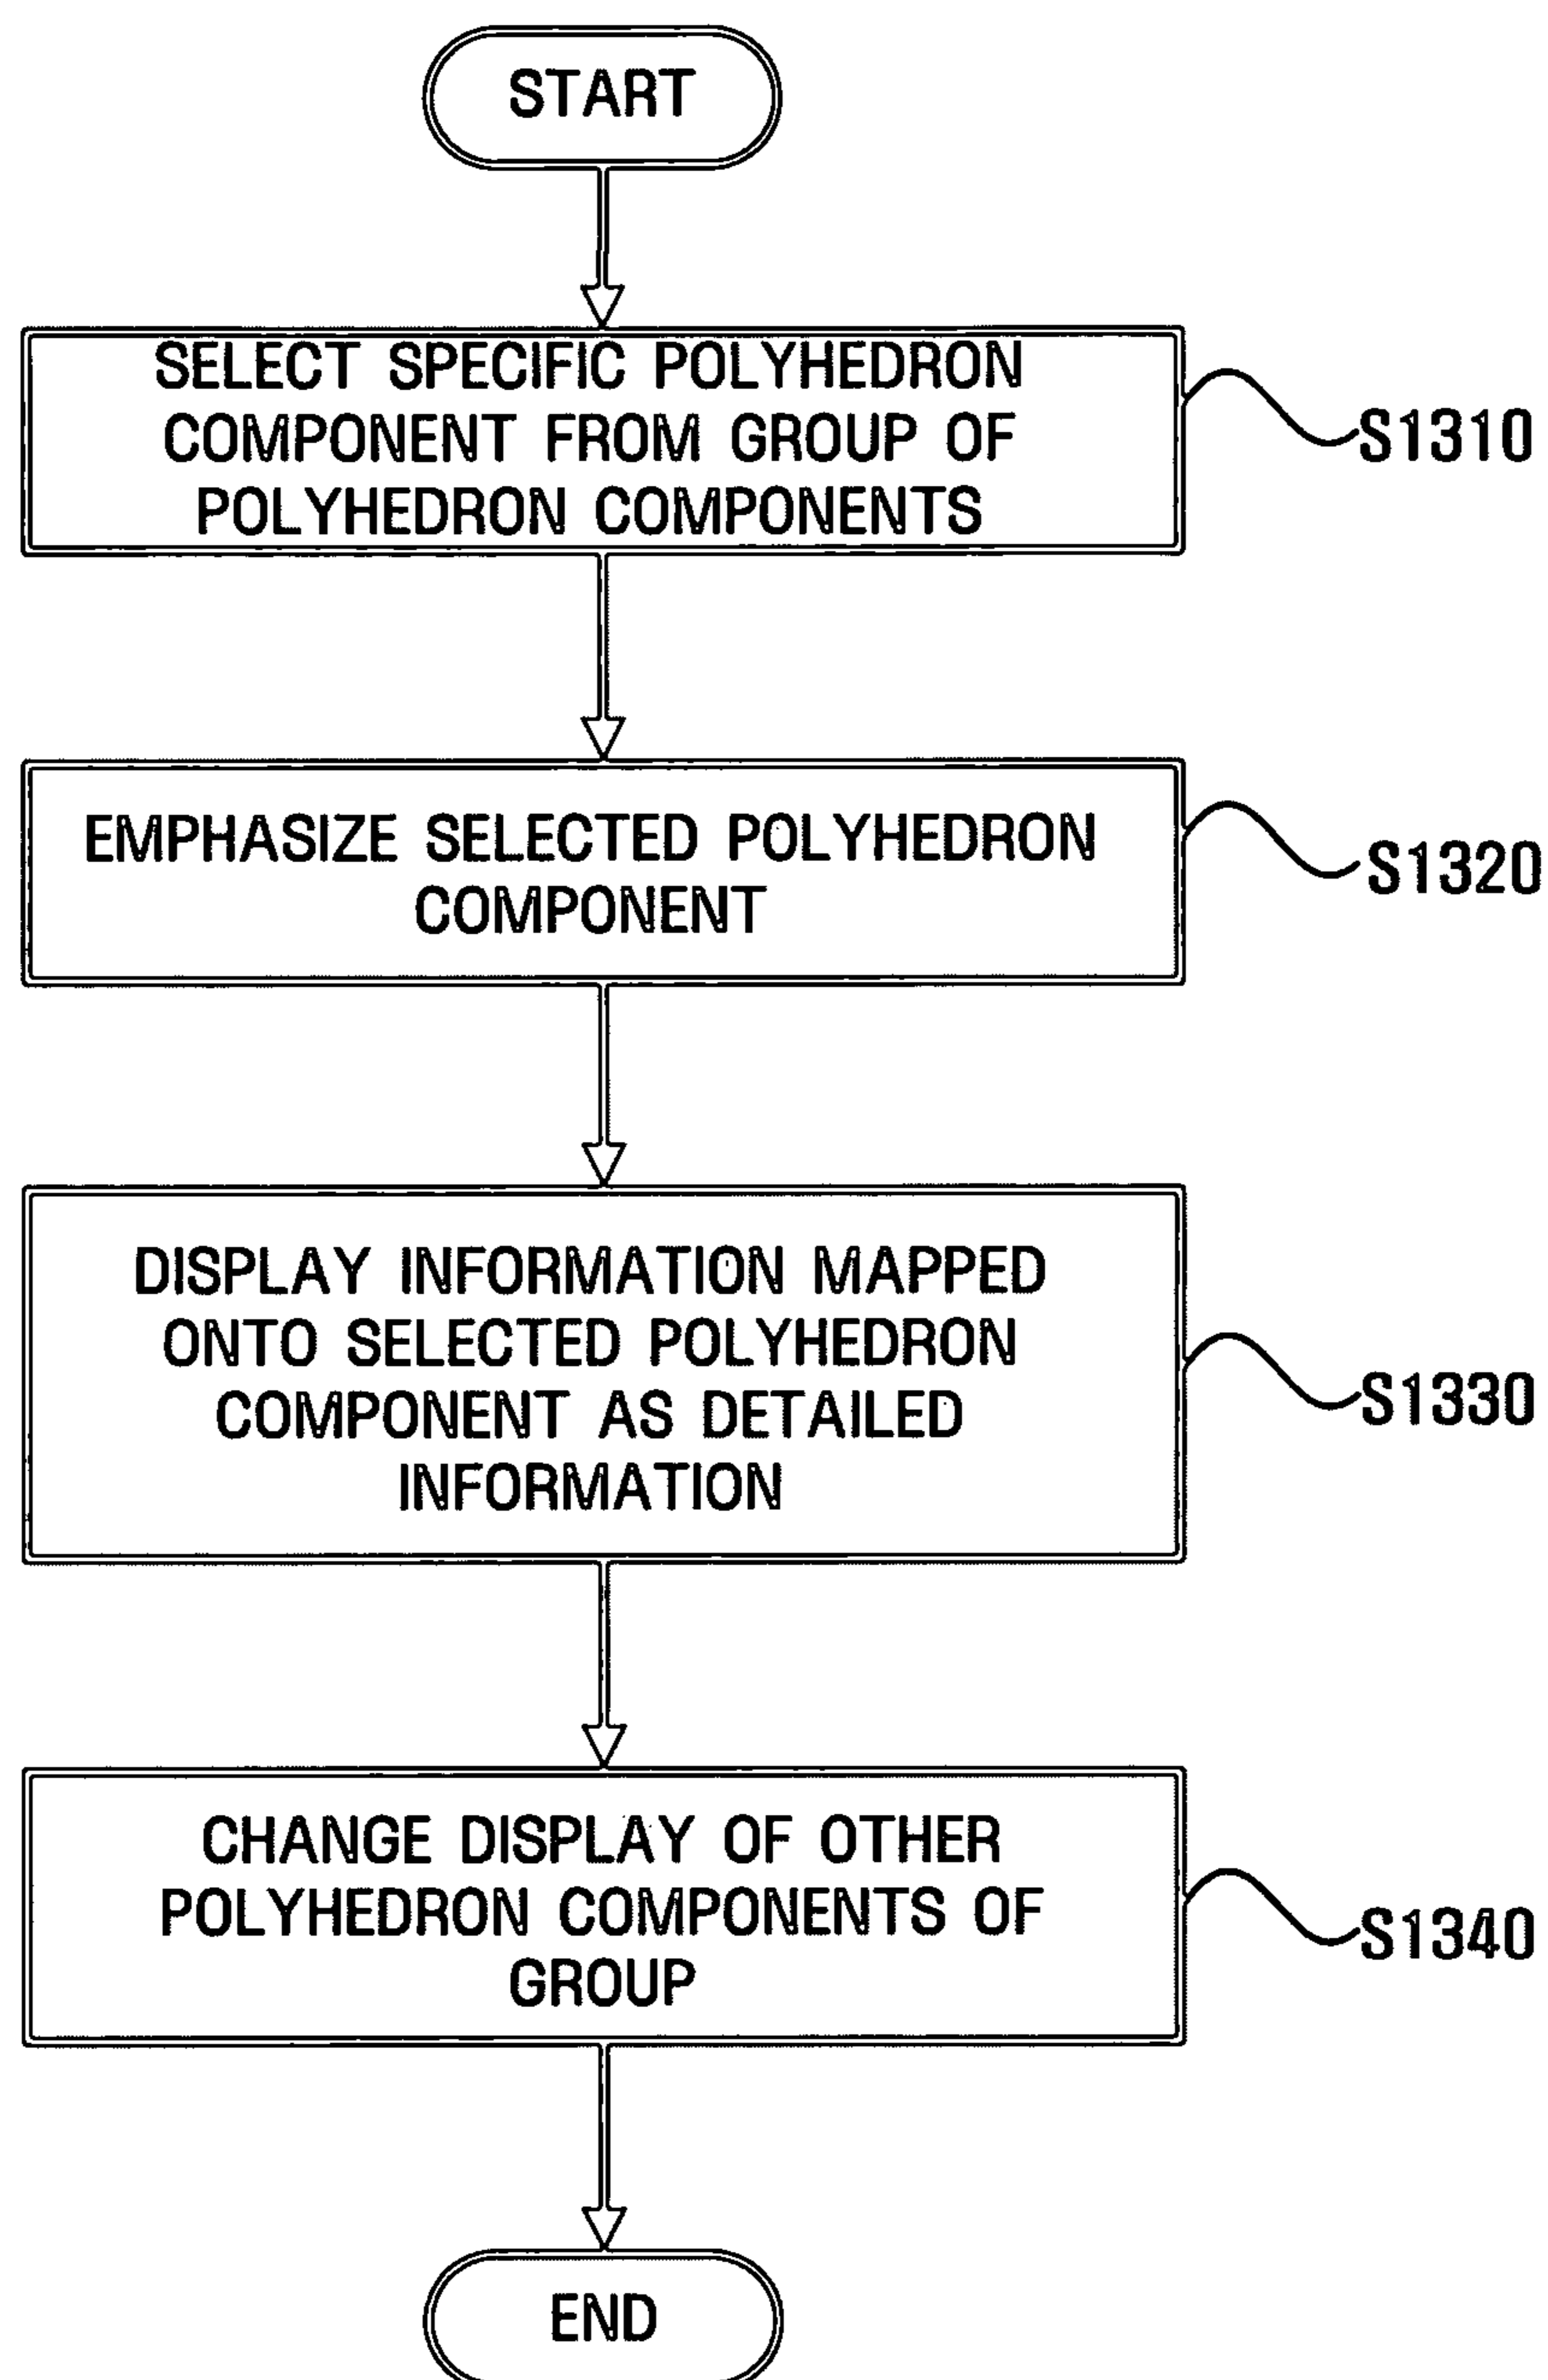 START
SELECT SPECIFIC POLYHEDRON
COMPONENT FROM GROUP OF
POLYHEDRON COMPONENTS
S1310
EMPHASIZE SELECTED POLYHEDRON
COMPONENT
S1320
DISPLAY INFORMATION MAPPED
ONTO SELECTED POLYHEDRON
COMPONENT AS DETAILED
INFORMATION
S1330
CHANGE DISPLAY OF OTHER
POLYHEDRON COMPONENTS OF
GROUP
S1340
END